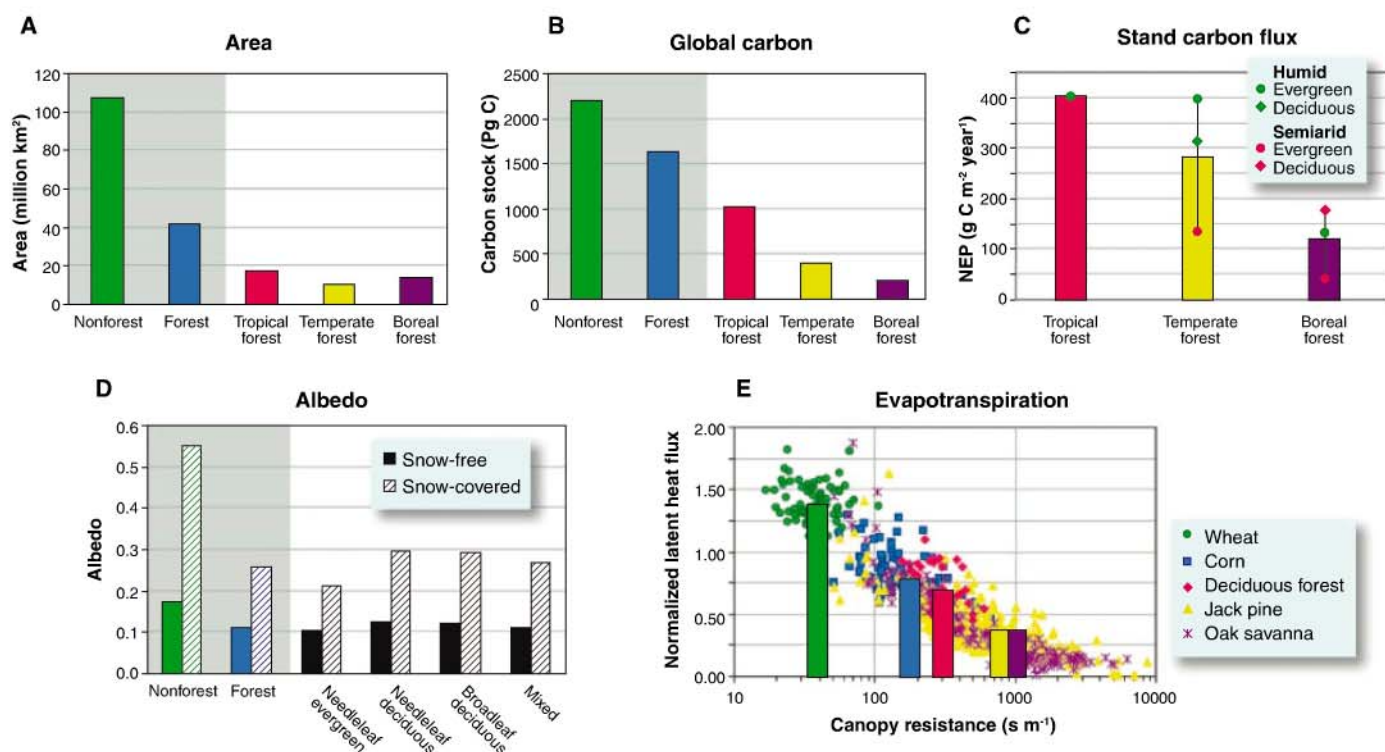 A
Area
Area (million km²)
120
100
80
60
40
20
0
Nonforest
Forest
Tropical
forest
Temperate
forest
Boreal
forest
B
Global carbon
Carbon stock (Pg C)
2500
2000
1500
1000
500
0
Nonforest
Forest
Tropical
forest
Temperate
forest
Boreal
forest
C
Stand carbon flux
NEP (g C m⁻² year¹)
400
300
200
100
0
Humid
Evergreen
Deciduous
Semiarid
Evergreen
Deciduous
Tropical
forest
Temperate
forest
Boreal
forest
D
Albedo
Albedo
0.6
0.5
0.4
0.3
0.2
0.1
0.0
Snow-free
Snow-covered
Nonforest
Forest
Needleleaf
evergreen
Needleleaf
deciduous
Broadleaf
deciduous
Mixed
E
Evapotranspiration
Normalized latent heat flux
2.00
1.50
1.00
0.50
0.00
10
100
1000
10000
Canopy resistance (s m⁻¹)
Wheat
Corn
Deciduous forest
Jack pine
Oak savanna